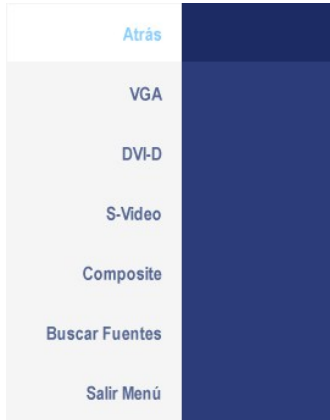 Atrás
VGA
DVI-D
S-Video
Composite
Buscar Fuentes
Salir Menú